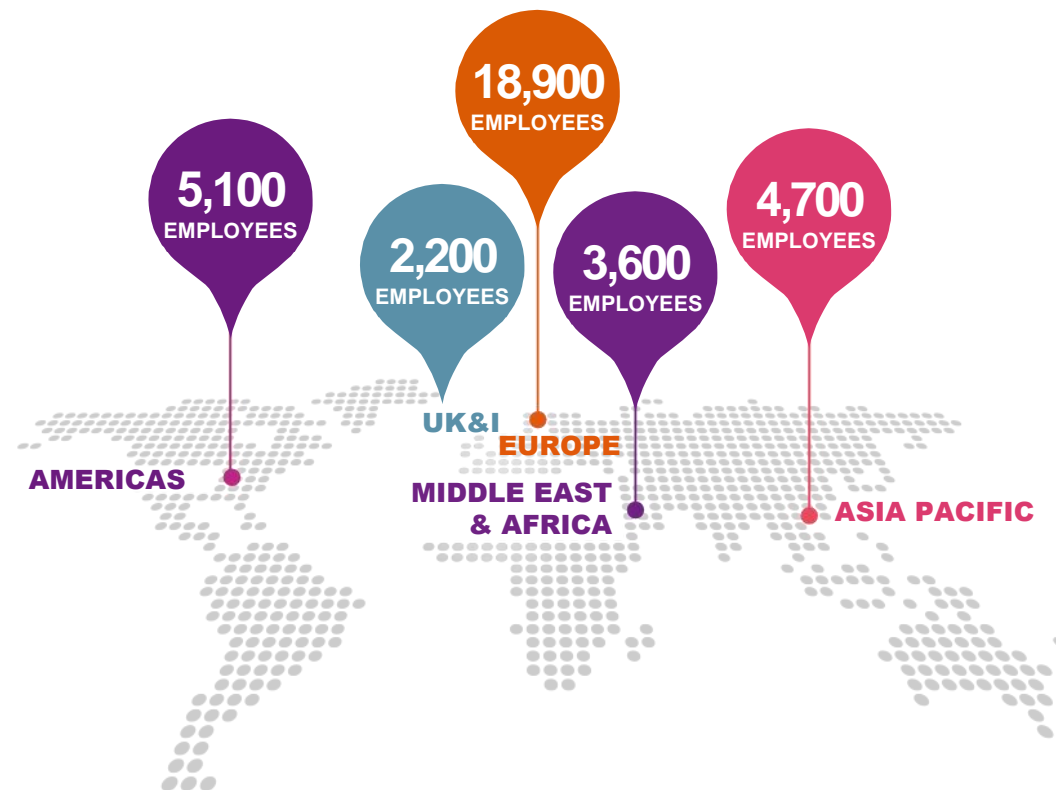 18,900
EMPLOYEES
5,100
EMPLOYEES
2,200
EMPLOYEES
3,600
EMPLOYEES
4,700
EMPLOYEES
UK&I
EUROPE
AMERICAS
MIDDLE EAST
& AFRICA
ASIA PACIFIC